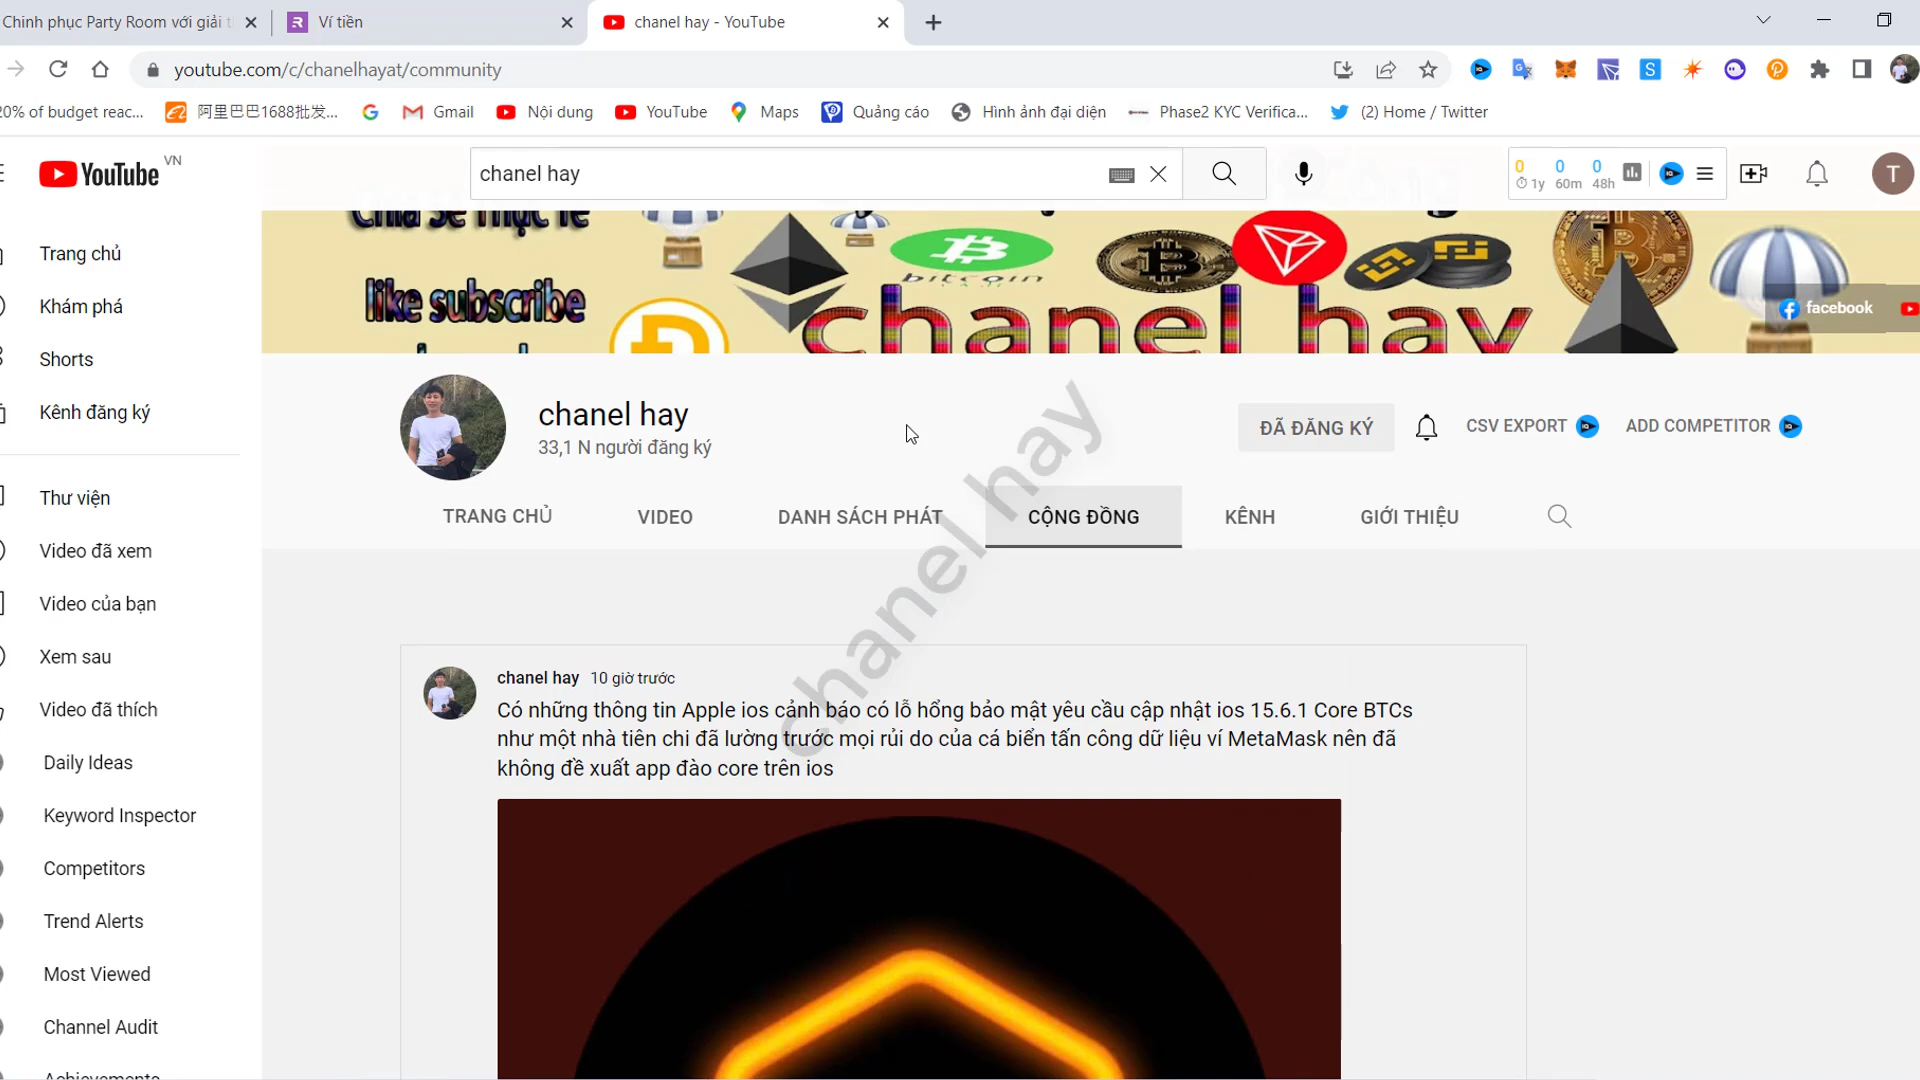 Chinh phục Party Room với giải t
Ví tiền
chanel hay - YouTube
youtube.com/c/chanelhayat/community
20% of budget reac...
阿里巴巴1688批发...
Gmail
Nội dung
YouTube
Maps
Quảng cáo
Hình ảnh đại diện
Phase2 KYC Verifica...
(2) Home / Twitter
YouTube VN
chanel hay
0 0 0
1y 60m 48h
T
Trang chủ
Khám phá
Shorts
Kênh đăng ký
Thư viện
Video đã xem
Video của bạn
Xem sau
Video đã thích
Daily Ideas
Keyword Inspector
Competitors
Trend Alerts
Most Viewed
Channel Audit
Achievements
like subscribe
bitcoin
chanel hay
facebook
chanel hay
33,1 N người đăng ký
ĐÃ ĐĂNG KÝ
CSV EXPORT
ADD COMPETITOR
TRANG CHỦ
VIDEO
DANH SÁCH PHÁT
CỘNG ĐỒNG
KÊNH
GIỚI THIỆU
chanel hay
chanel hay 10 giờ trước
Có những thông tin Apple ios cảnh báo có lỗ hổng bảo mật yêu cầu cập nhật ios 15.6.1 Core BTCs
như một nhà tiên chi đã lường trước mọi rủi do của cá biển tấn công dữ liệu ví MetaMask nên đã
không đề xuất app đào core trên ios